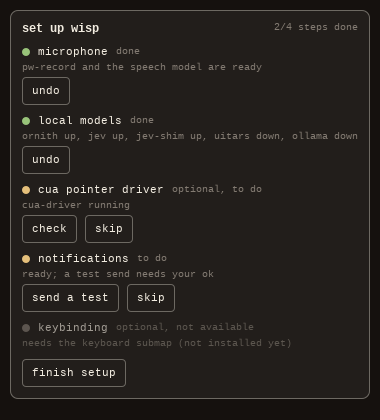 set up wisp 2/4 steps done
microphone done
pw-record and the speech model are ready
undo
local models done
ornith up, jev up, jev-shim up, uitars down, ollama down
undo
cua pointer driver optional, to do
cua-driver running
check skip
notifications to do
ready; a test send needs your ok
send a test skip
keybinding optional, not available
needs the keyboard submap (not installed yet)
finish setup